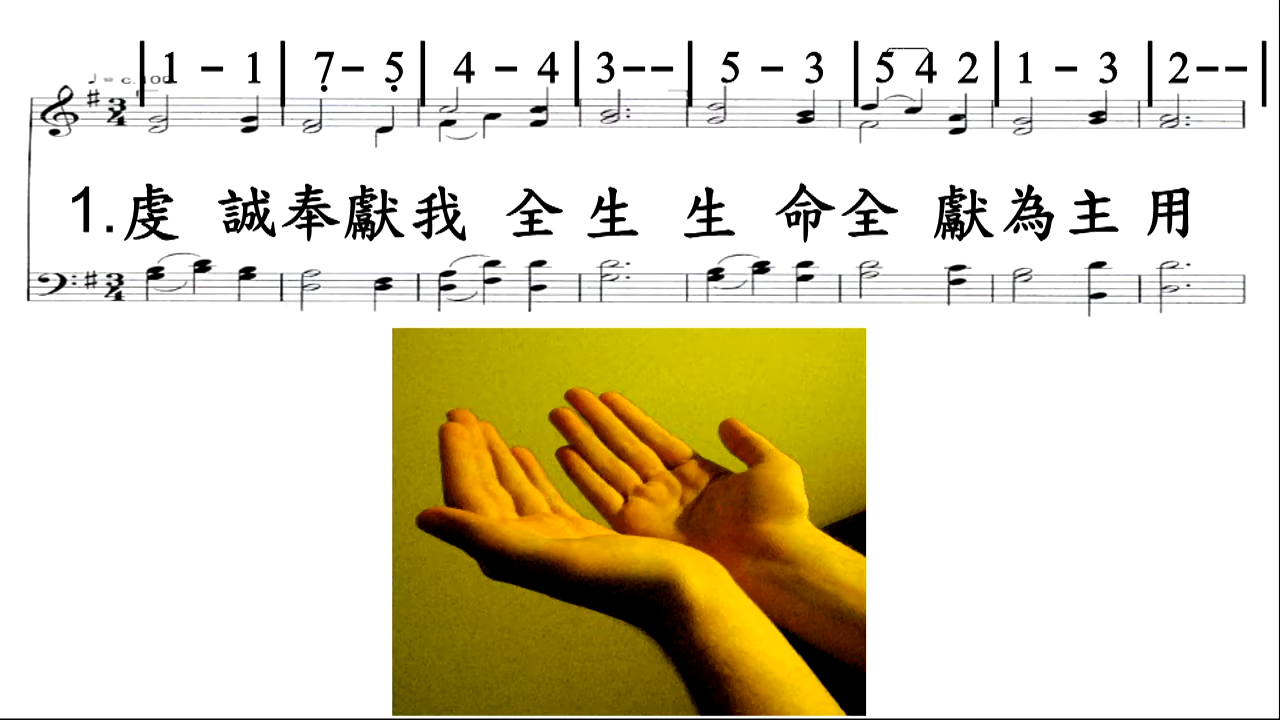 ♩ = c.100
| 1 - 1 | 7̣ - 5̣ | 4 - 4 | 3 - - | 5 - 3 | 5 4 2 | 1 - 3 | 2 - - |
1.虔 誠奉獻我 全生 生 命全 獻為主 用